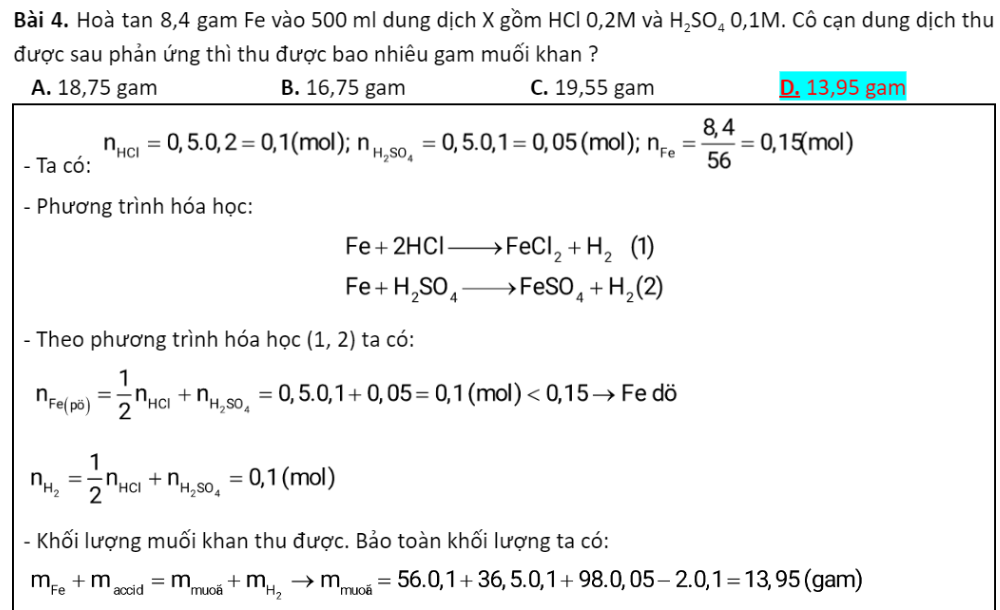 Bài 4. Hoà tan 8,4 gam Fe vào 500 ml dung dịch X gồm HCl 0,2M và H₂SO₄ 0,1M. Cô cạn dung dịch thu
được sau phản ứng thì thu được bao nhiêu gam muối khan ?
A. 18,75 gam B. 16,75 gam C. 19,55 gam D. 13,95 gam
- Ta có: n_HCl = 0,5.0,2 = 0,1(mol); n_H₂SO₄ = 0,5.0,1 = 0,05(mol); n_Fe = 8,4/56 = 0,15(mol)
- Phương trình hóa học:
Fe + 2HCl ⟶ FeCl₂ + H₂ (1)
Fe + H₂SO₄ ⟶ FeSO₄ + H₂(2)
- Theo phương trình hóa học (1, 2) ta có:
n_Fe(pö) = 1/2 n_HCl + n_H₂SO₄ = 0,5.0,1 + 0,05 = 0,1(mol) < 0,15 → Fe dö
n_H₂ = 1/2 n_HCl + n_H₂SO₄ = 0,1(mol)
- Khối lượng muối khan thu được. Bảo toàn khối lượng ta có:
m_Fe + m_accid = m_muoá + m_H₂ → m_muoá = 56.0,1 + 36,5.0,1 + 98.0,05 − 2.0,1 = 13,95(gam)